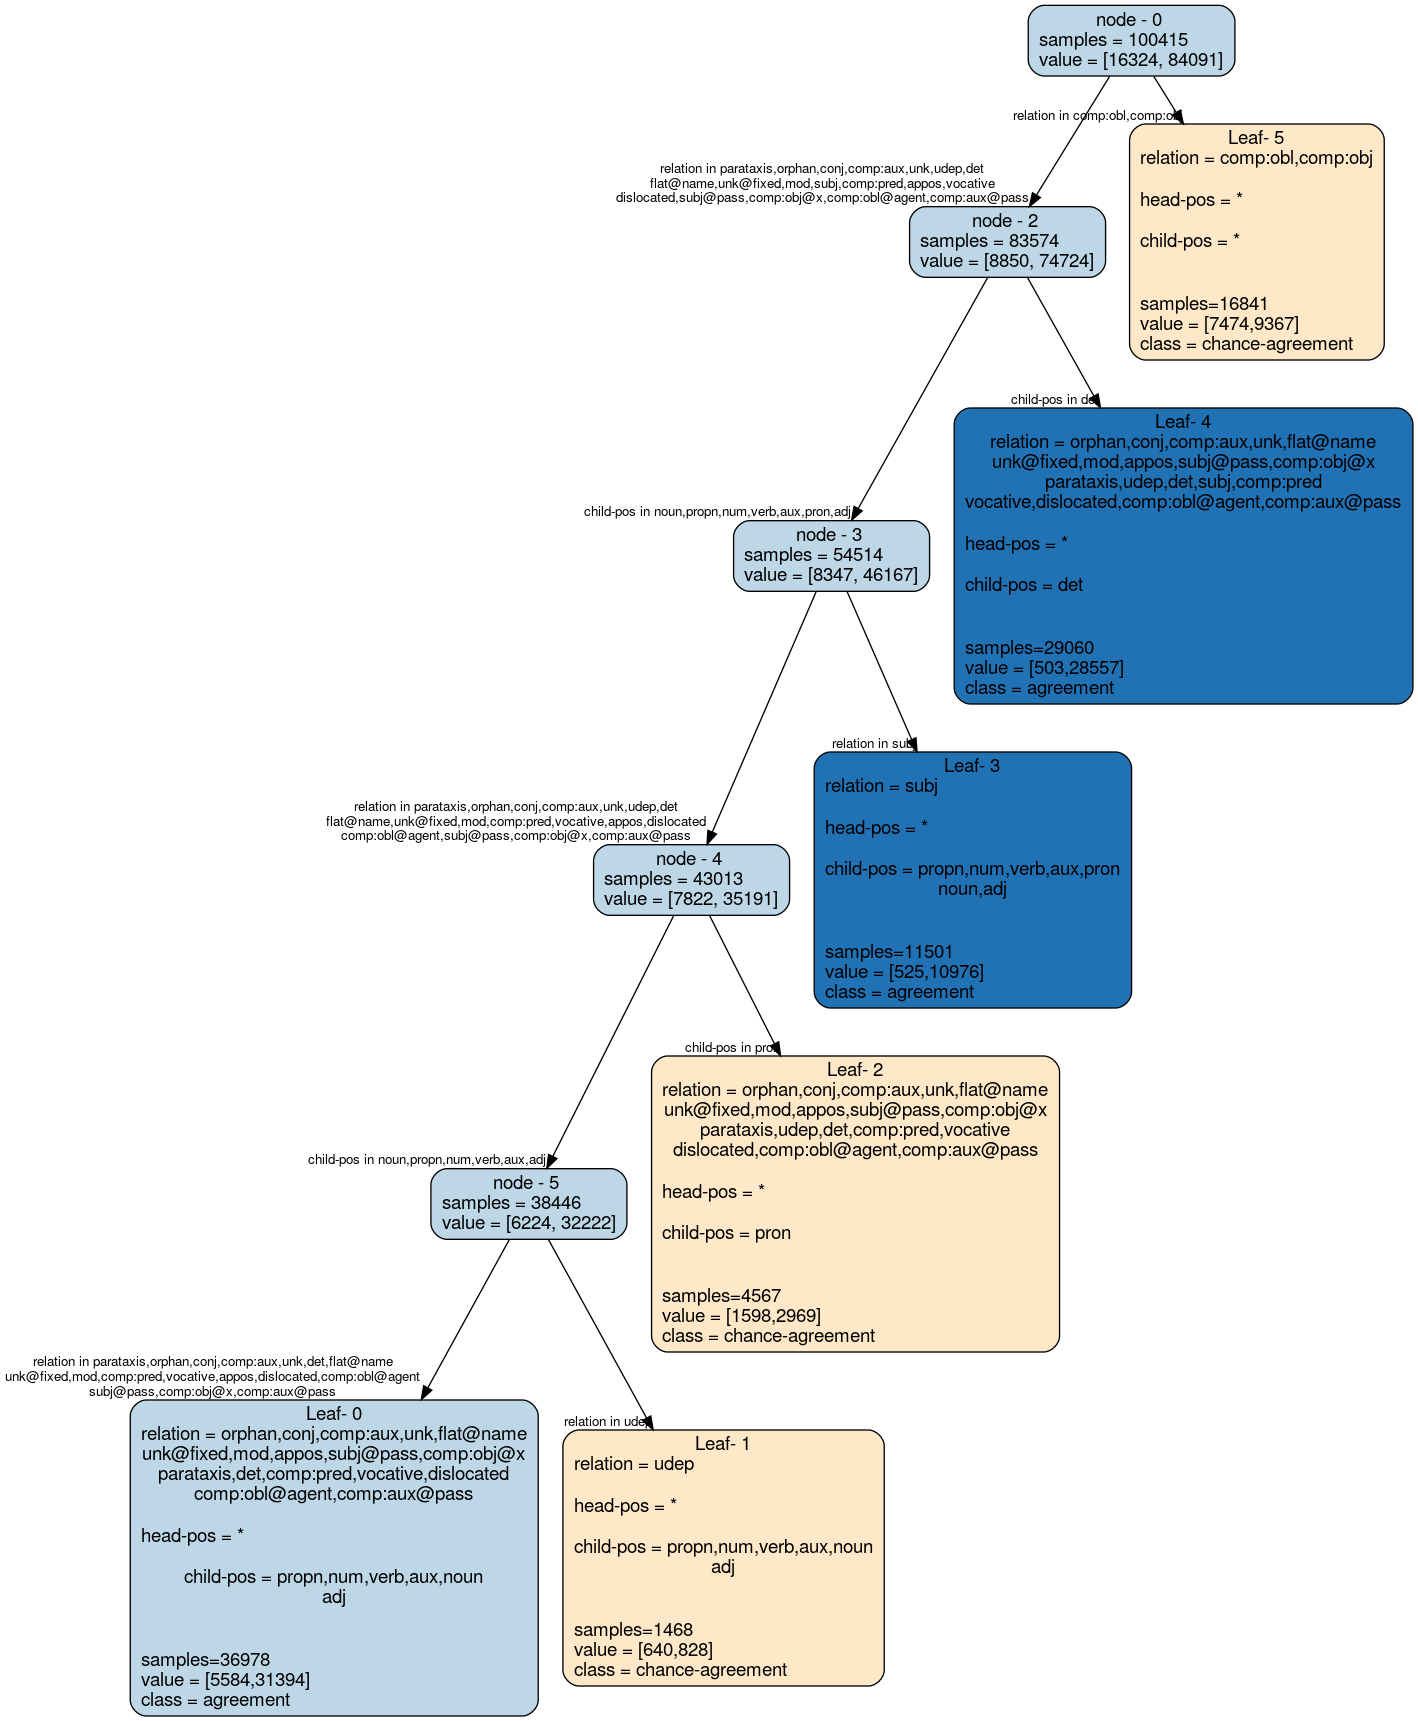 node - 0
samples = 100415
value = [16324, 84091]
relation in comp:obl,comp:obj
Leaf- 5
relation = comp:obl,comp:obj
head-pos = *
child-pos = *
samples=16841
value = [7474,9367]
class = chance-agreement
relation in parataxis,orphan,conj,comp:aux,unk,udep,det
flat@name,unk@fixed,mod,subj,comp:pred,appos,vocative
dislocated,subj@pass,comp:obj@x,comp:obl@agent,comp:aux@pass
node - 2
samples = 83574
value = [8850, 74724]
child-pos in det
Leaf- 4
relation = orphan,conj,comp:aux,unk,flat@name
unk@fixed,mod,appos,subj@pass,comp:obj@x
parataxis,udep,det,subj,comp:pred
vocative,dislocated,comp:obl@agent,comp:aux@pass
head-pos = *
child-pos = det
samples=29060
value = [503,28557]
class = agreement
child-pos in noun,propn,num,verb,aux,pron,adj
node - 3
samples = 54514
value = [8347, 46167]
relation in subj
Leaf- 3
relation = subj
head-pos = *
child-pos = propn,num,verb,aux,pron
noun,adj
samples=11501
value = [525,10976]
class = agreement
relation in parataxis,orphan,conj,comp:aux,unk,udep,det
flat@name,unk@fixed,mod,comp:pred,vocative,appos,dislocated
comp:obl@agent,subj@pass,comp:obj@x,comp:aux@pass
node - 4
samples = 43013
value = [7822, 35191]
child-pos in pron
Leaf- 2
relation = orphan,conj,comp:aux,unk,flat@name
unk@fixed,mod,appos,subj@pass,comp:obj@x
parataxis,udep,det,comp:pred,vocative
dislocated,comp:obl@agent,comp:aux@pass
head-pos = *
child-pos = pron
samples=4567
value = [1598,2969]
class = chance-agreement
child-pos in noun,propn,num,verb,aux,adj
node - 5
samples = 38446
value = [6224, 32222]
relation in parataxis,orphan,conj,comp:aux,unk,det,flat@name
unk@fixed,mod,comp:pred,vocative,appos,dislocated,comp:obl@agent
subj@pass,comp:obj@x,comp:aux@pass
Leaf- 0
relation = orphan,conj,comp:aux,unk,flat@name
unk@fixed,mod,appos,subj@pass,comp:obj@x
parataxis,det,comp:pred,vocative,dislocated
comp:obl@agent,comp:aux@pass
head-pos = *
child-pos = propn,num,verb,aux,noun
adj
samples=36978
value = [5584,31394]
class = agreement
relation in udep
Leaf- 1
relation = udep
head-pos = *
child-pos = propn,num,verb,aux,noun
adj
samples=1468
value = [640,828]
class = chance-agreement